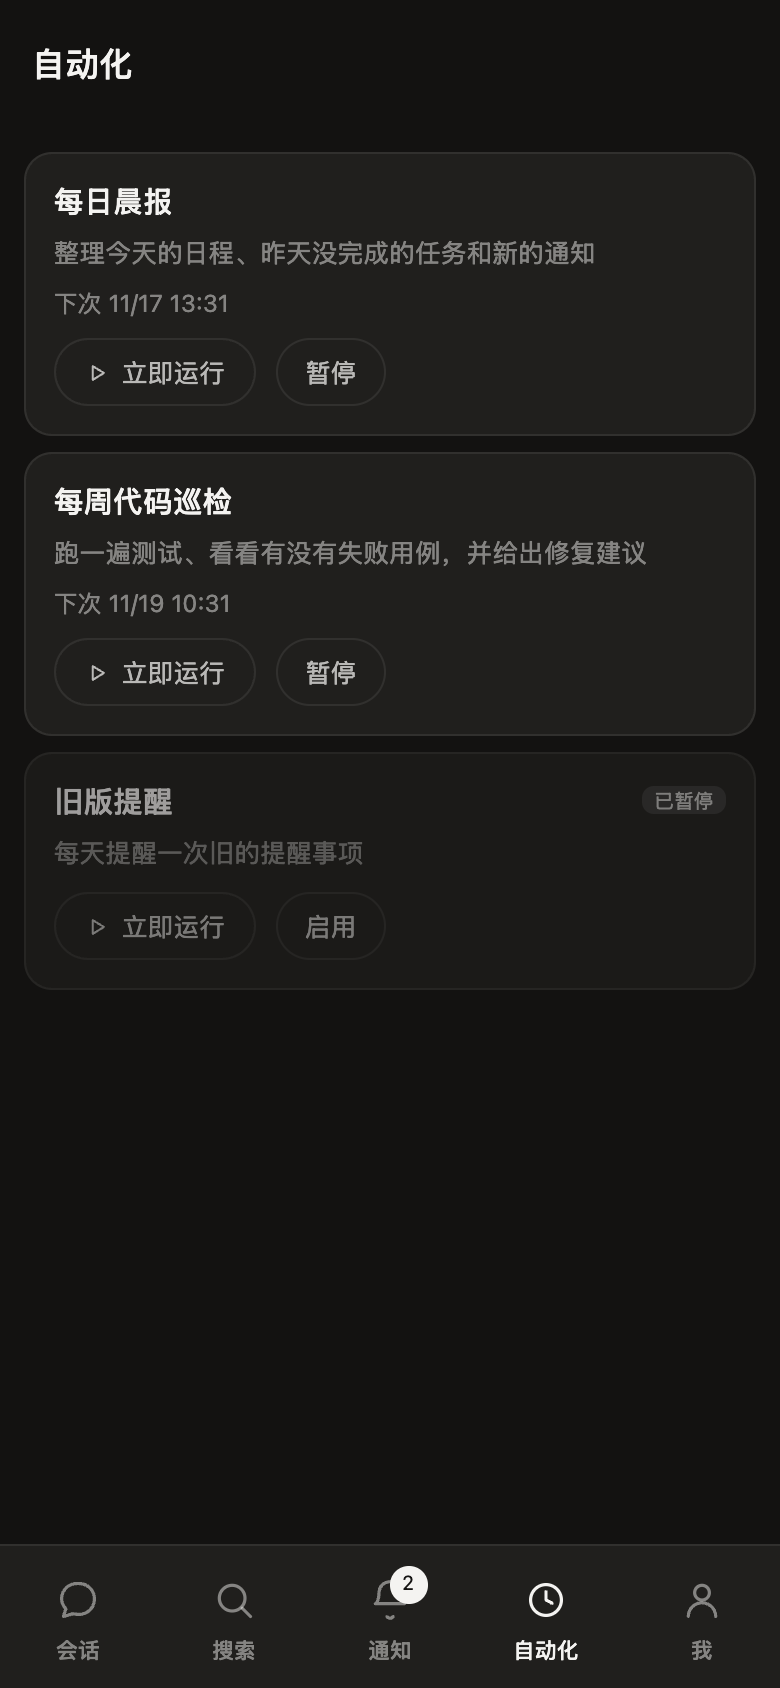 自动化
每日晨报
整理今天的日程、昨天没完成的任务和新的通知
下次 11/17 13:31
立即运行
暂停
每周代码巡检
跑一遍测试、看看有没有失败用例，并给出修复建议
下次 11/19 10:31
立即运行
暂停
旧版提醒
已暂停
每天提醒一次旧的提醒事项
立即运行
启用
2
会话
搜索
通知
自动化
我